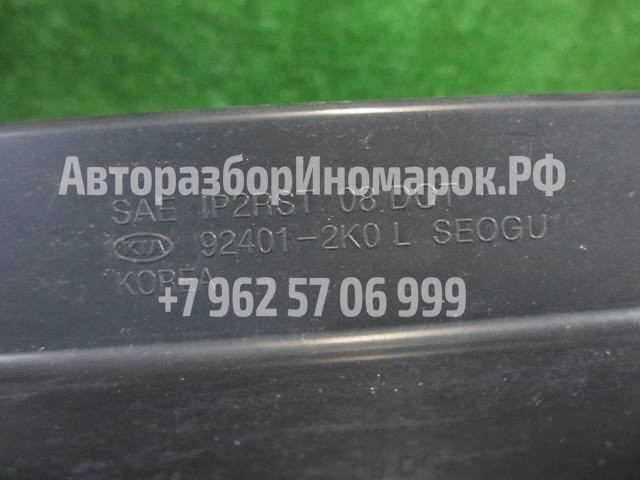 АвторазборИномарок.РФ
SAE IP2RST 08 DOT
KIA 92401-2K0 L SEOGU
KOREA
+7 962 57 06 999